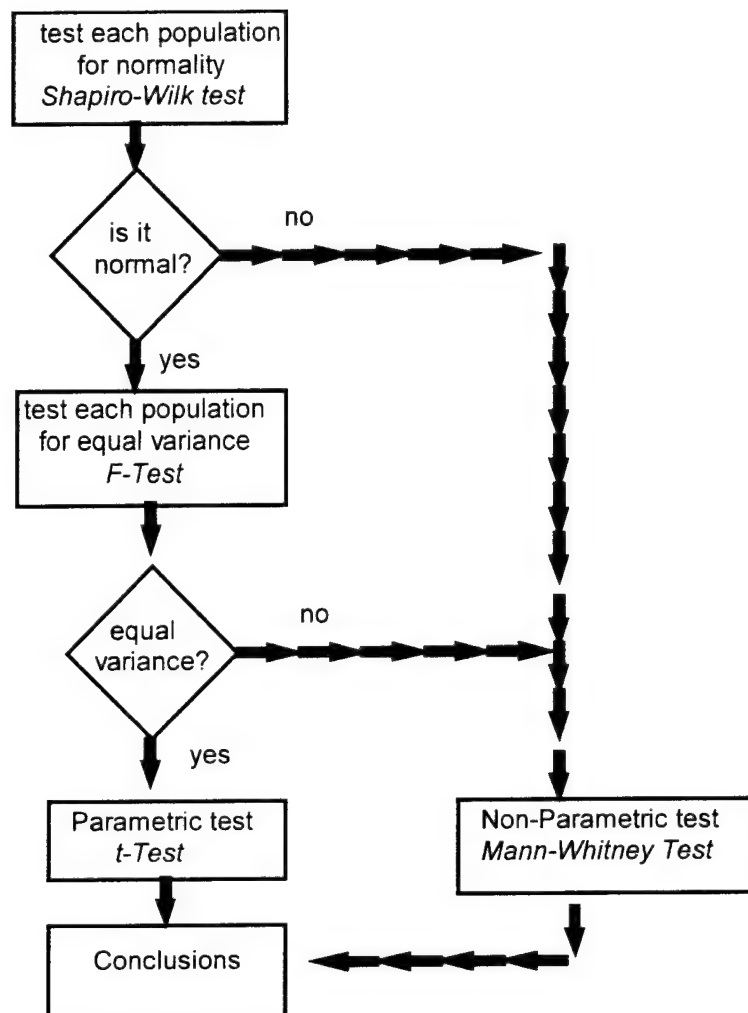 test each population
for normality
Shapiro-Wilk test
is it
normal?
no
yes
test each population
for equal variance
F-Test
equal
variance?
no
yes
Parametric test
t-Test
Non-Parametric test
Mann-Whitney Test
Conclusions